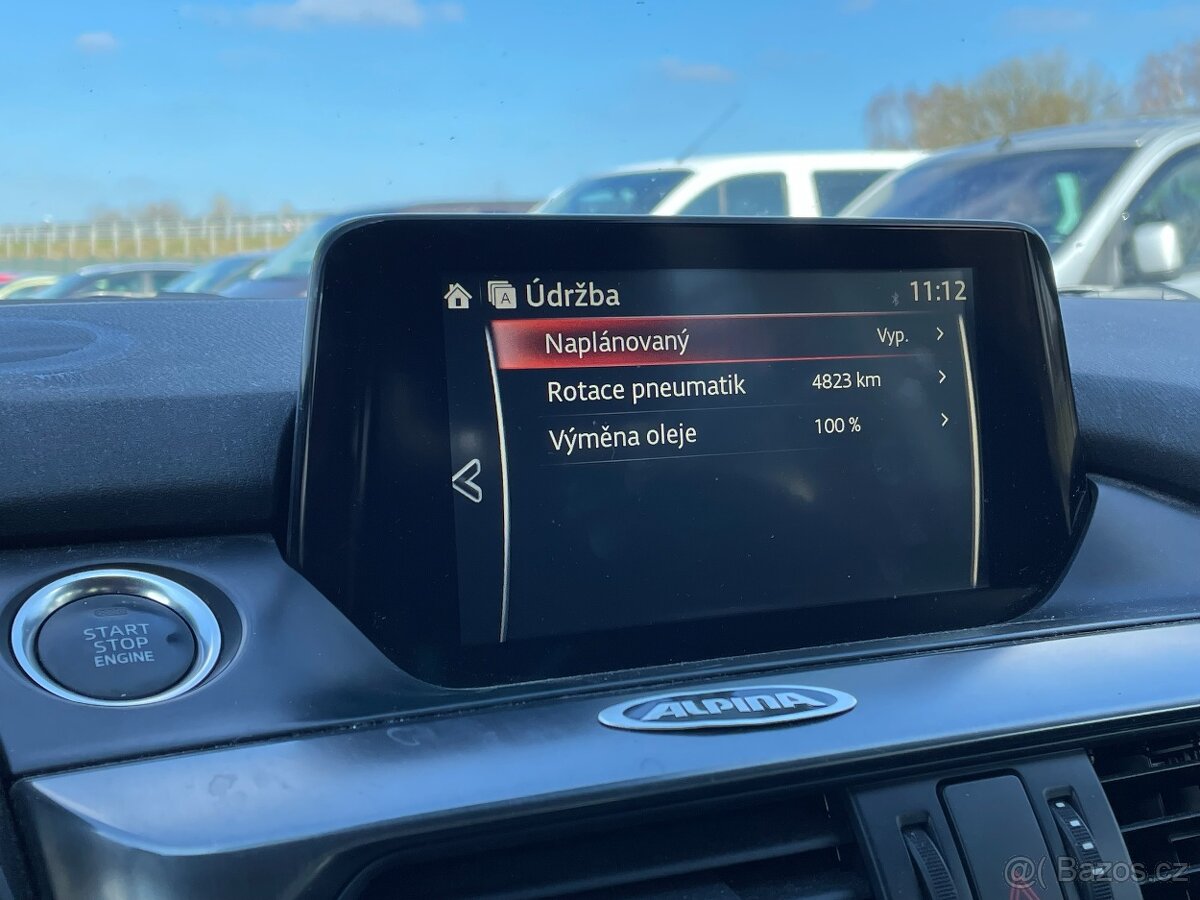 A Údržba 11:12
Naplánovaný Vyp.
Rotace pneumatik 4823 km
Výměna oleje 100 %
START
STOP
ENGINE
ALPINA
@( Bazos.cz